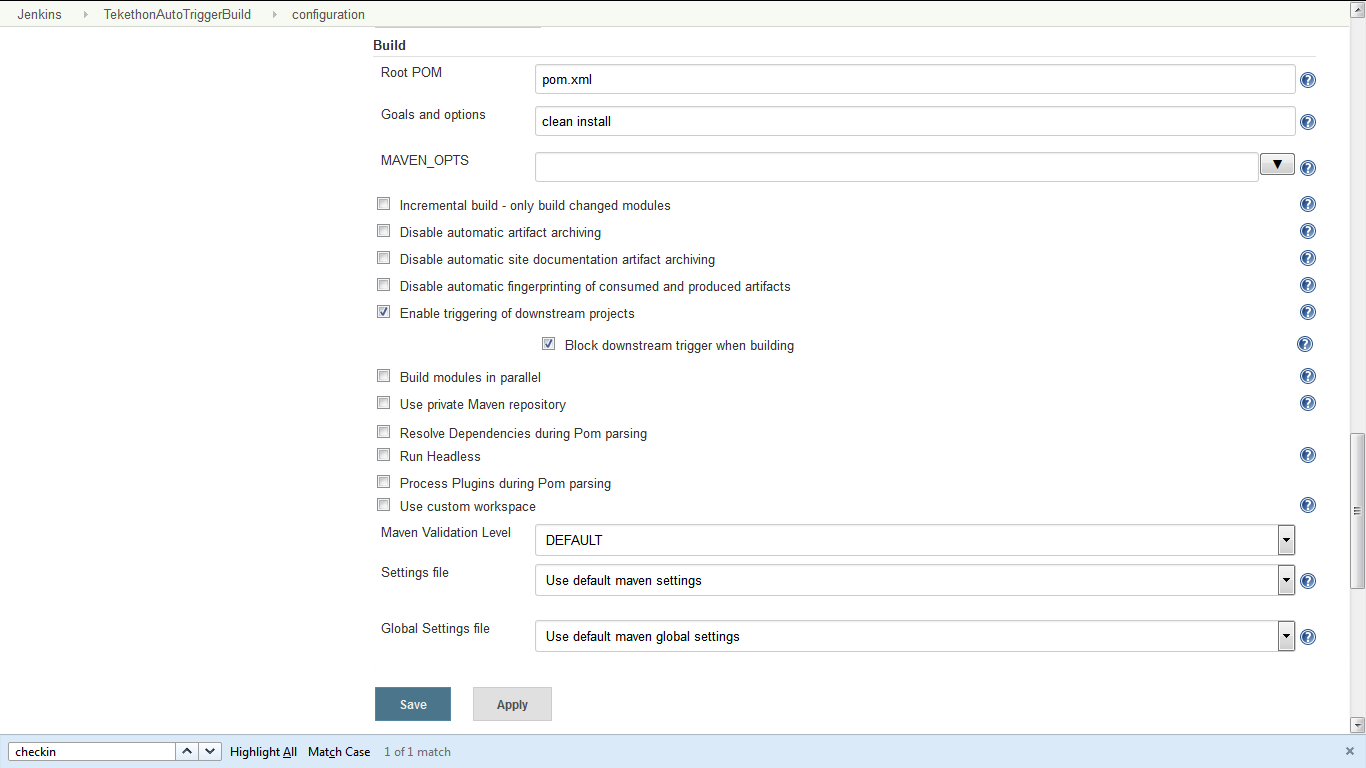 Jenkins TekethonAutoTriggerBuild configuration
Build
Root POM pom.xml
Goals and options clean install
MAVEN_OPTS
Incremental build - only build changed modules
Disable automatic artifact archiving
Disable automatic site documentation artifact archiving
Disable automatic fingerprinting of consumed and produced artifacts
Enable triggering of downstream projects
Block downstream trigger when building
Build modules in parallel
Use private Maven repository
Resolve Dependencies during Pom parsing
Run Headless
Process Plugins during Pom parsing
Use custom workspace
Maven Validation Level DEFAULT
Settings file Use default maven settings
Global Settings file Use default maven global settings
Save Apply
checkin Highlight All Match Case 1 of 1 match